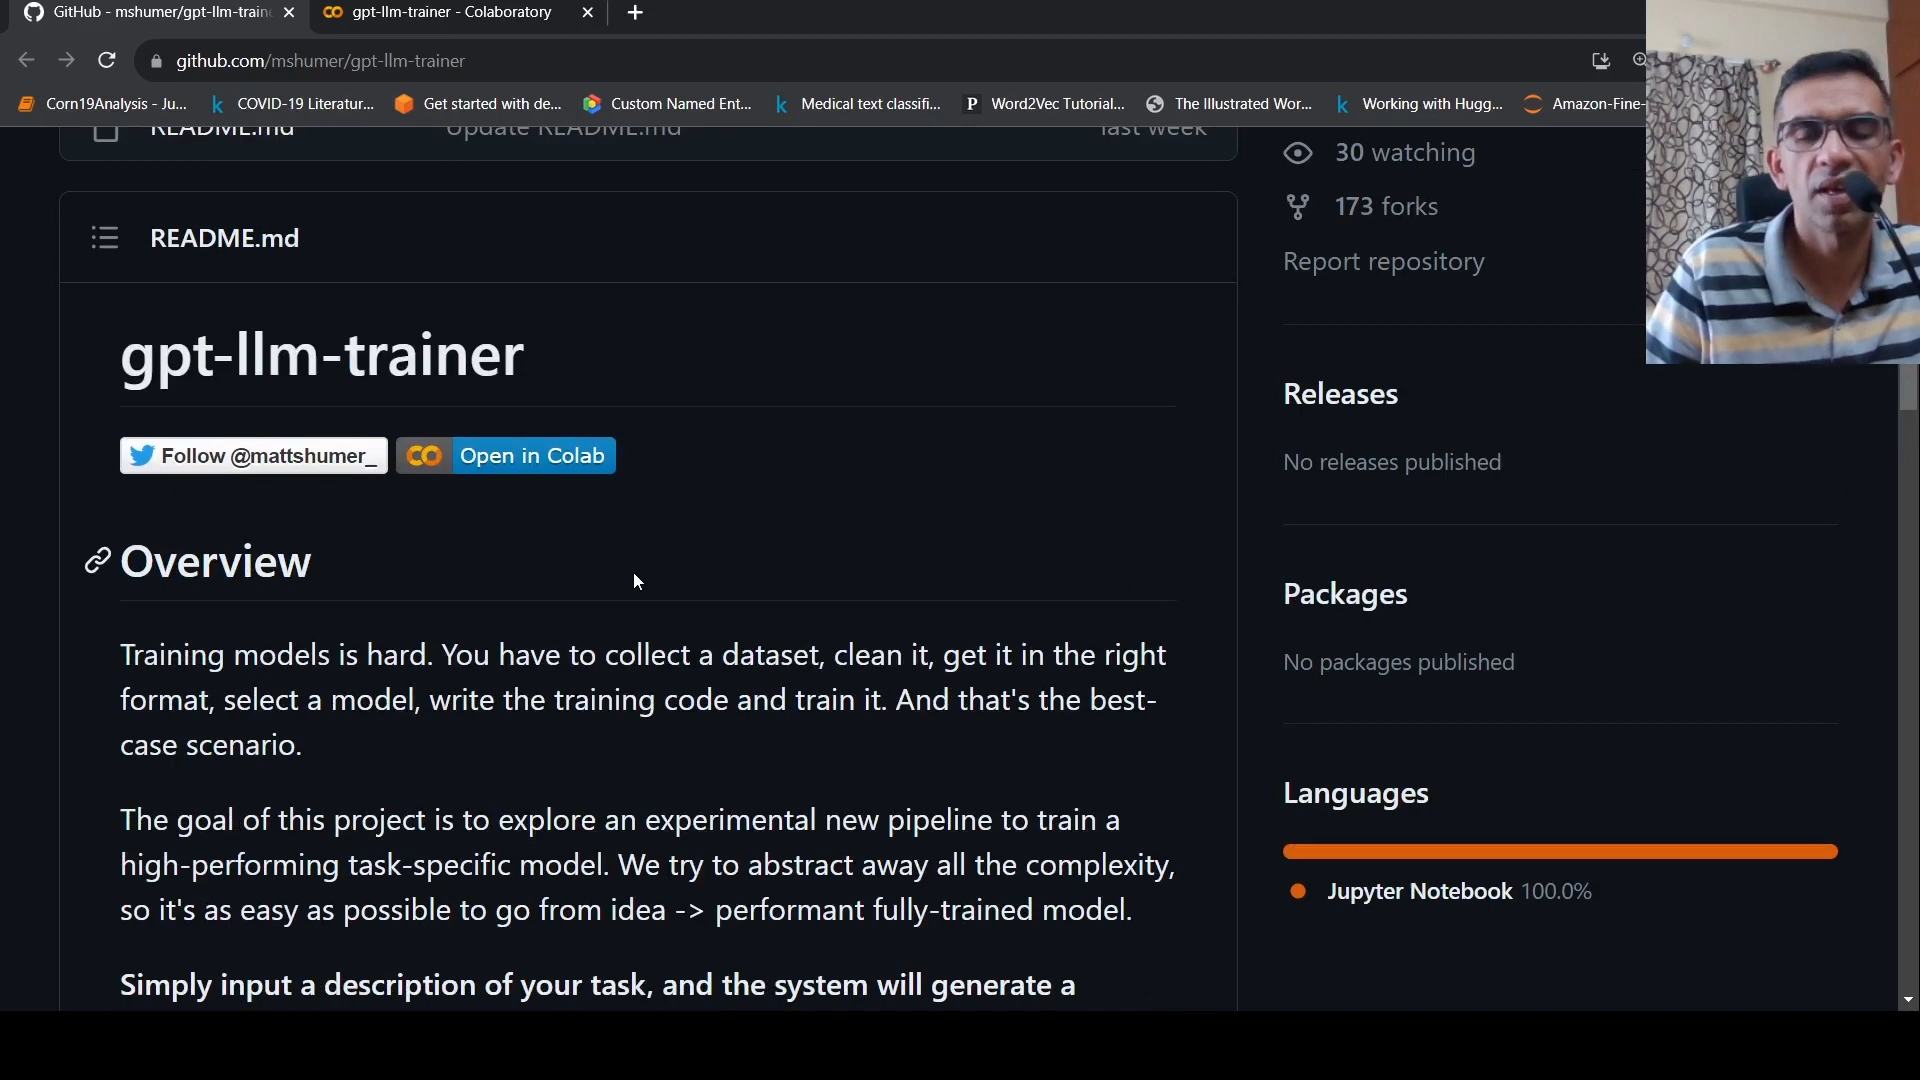 GitHub - mshumer/gpt-llm-train
gpt-llm-trainer - Colaboratory
github.com/mshumer/gpt-llm-trainer
Corn19Analysis - Ju...
COVID-19 Literatur...
Get started with de...
Custom Named Ent...
Medical text classifi...
Word2Vec Tutorial...
The Illustrated Wor...
Working with Hugg...
Amazon-Fine-
README.md
Update README.md
last week
30 watching
173 forks
Report repository
README.md
gpt-llm-trainer
Follow @mattshumer_
Open in Colab
Releases
No releases published
Overview
Training models is hard. You have to collect a dataset, clean it, get it in the right
format, select a model, write the training code and train it. And that's the best-
case scenario.
The goal of this project is to explore an experimental new pipeline to train a
high-performing task-specific model. We try to abstract away all the complexity,
so it's as easy as possible to go from idea -> performant fully-trained model.
Simply input a description of your task, and the system will generate a
Packages
No packages published
Languages
Jupyter Notebook 100.0%